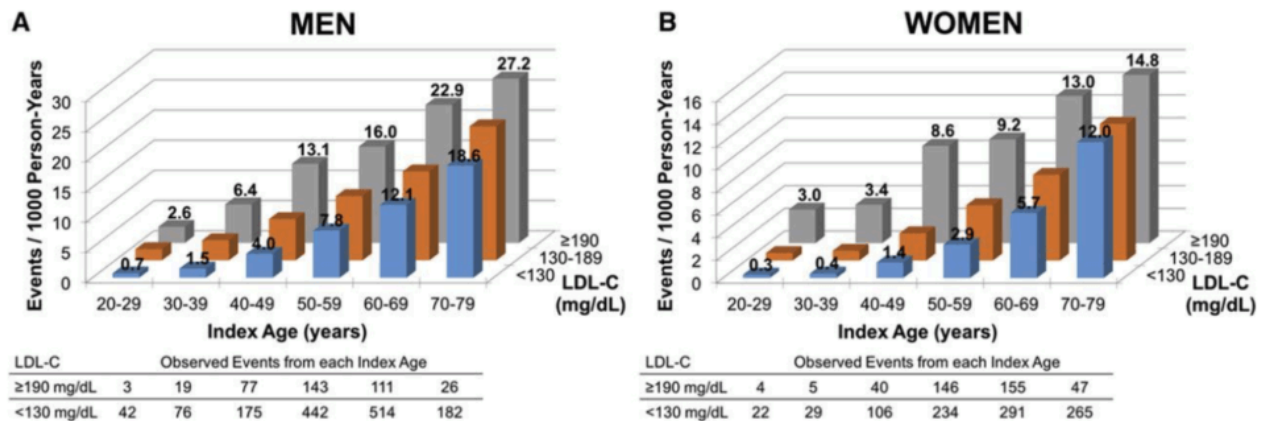 A MEN
Events / 1000 Person-Years
30
25
20
15
10
5
0
2.6 6.4 13.1 16.0 22.9 27.2
0.7 1.5 4.0 7.8 12.1 18.6
≥190
130-189
<130
LDL-C
(mg/dL)
20-29 30-39 40-49 50-59 60-69 70-79
Index Age (years)
LDL-C Observed Events from each Index Age
≥190 mg/dL 3 19 77 143 111 26
<130 mg/dL 42 76 175 442 514 182
B WOMEN
Events / 1000 Person-Years
16
14
12
10
8
6
4
2
0
3.0 3.4 8.6 9.2 13.0 14.8
0.3 0.4 1.4 2.9 5.7 12.0
≥190
130-189
<130
LDL-C
(mg/dL)
20-29 30-39 40-49 50-59 60-69 70-79
Index Age (years)
LDL-C Observed Events from each Index Age
≥190 mg/dL 4 5 40 146 155 47
<130 mg/dL 22 29 106 234 291 265